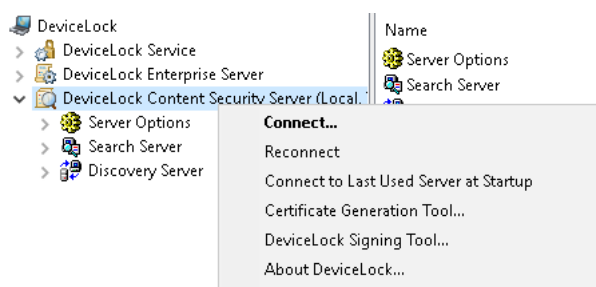 DeviceLock
DeviceLock Service
DeviceLock Enterprise Server
DeviceLock Content Security Server (Local,
Server Options
Search Server
Discovery Server
Name
Server Options
Search Server
Connect...
Reconnect
Connect to Last Used Server at Startup
Certificate Generation Tool...
DeviceLock Signing Tool...
About DeviceLock...